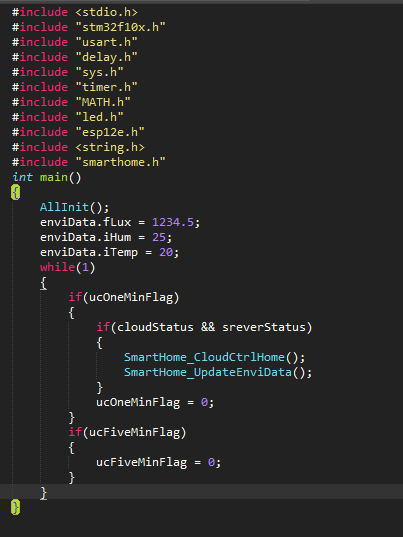 #include <stdio.h>
#include "stm32f10x.h"
#include "usart.h"
#include "delay.h"
#include "sys.h"
#include "timer.h"
#include "MATH.h"
#include "led.h"
#include "esp12e.h"
#include <string.h>
#include "smarthome.h"
int main()
{
    AllInit();
    enviData.fLux = 1234.5;
    enviData.iHum = 25;
    enviData.iTemp = 20;
    while(1)
    {
        if(ucOneMinFlag)
        {
            if(cloudStatus && sreverStatus)
            {
                SmartHome_CloudCtrlHome();
                SmartHome_UpdateEnviData();
            }
            ucOneMinFlag = 0;
        }
        if(ucFiveMinFlag)
        {
            ucFiveMinFlag = 0;
        }
    }
}